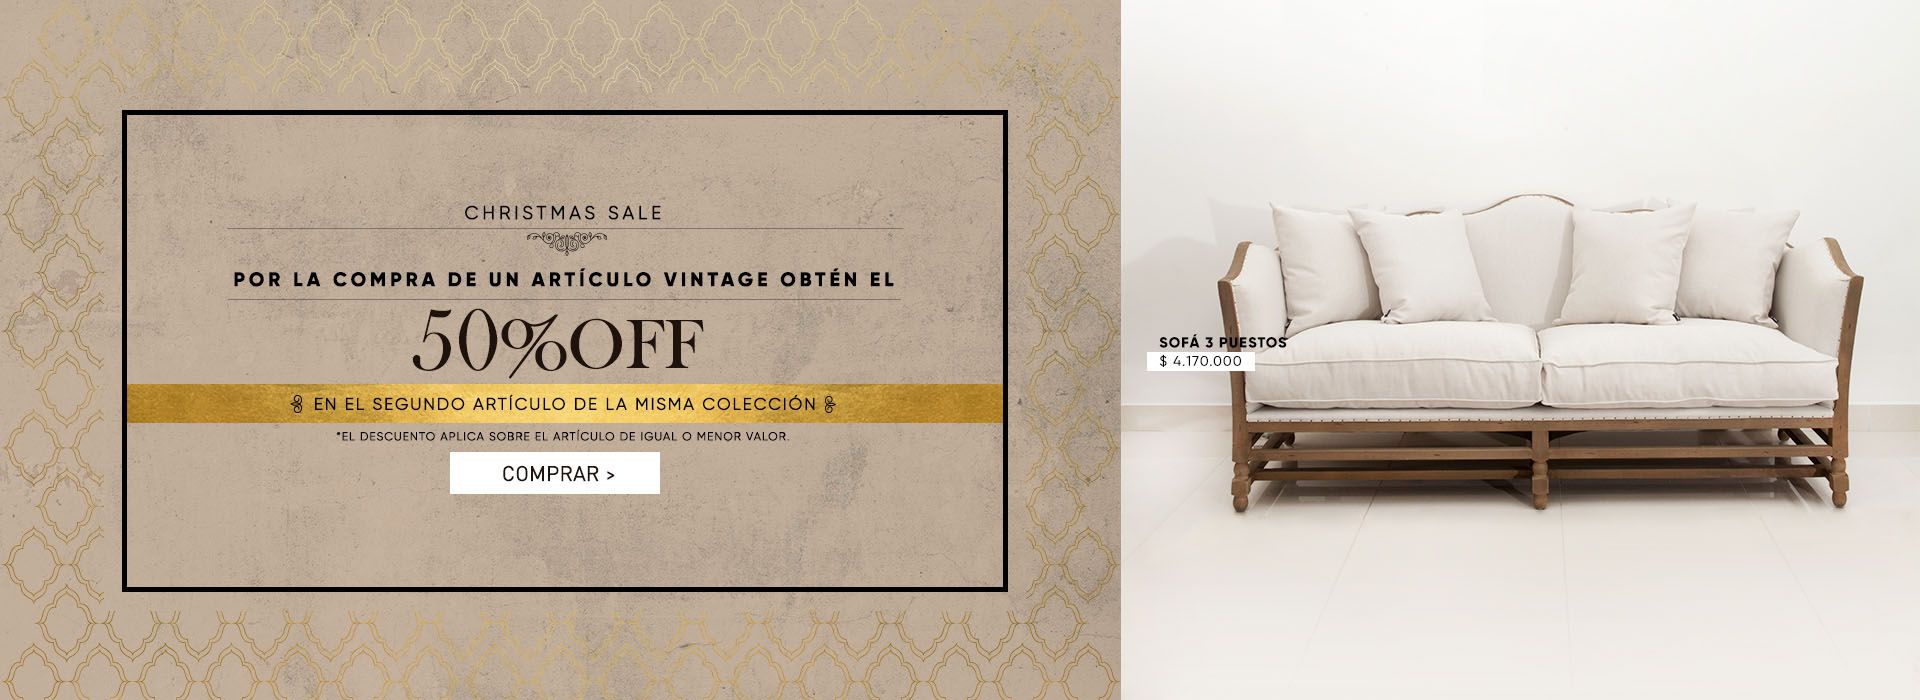 CHRISTMAS SALE
POR LA COMPRA DE UN ARTÍCULO VINTAGE OBTÉN EL
50%OFF
EN EL SEGUNDO ARTÍCULO DE LA MISMA COLECCIÓN
*EL DESCUENTO APLICA SOBRE EL ARTÍCULO DE IGUAL O MENOR VALOR.
COMPRAR >
SOFÁ 3 PUESTOS
$ 4.170.000